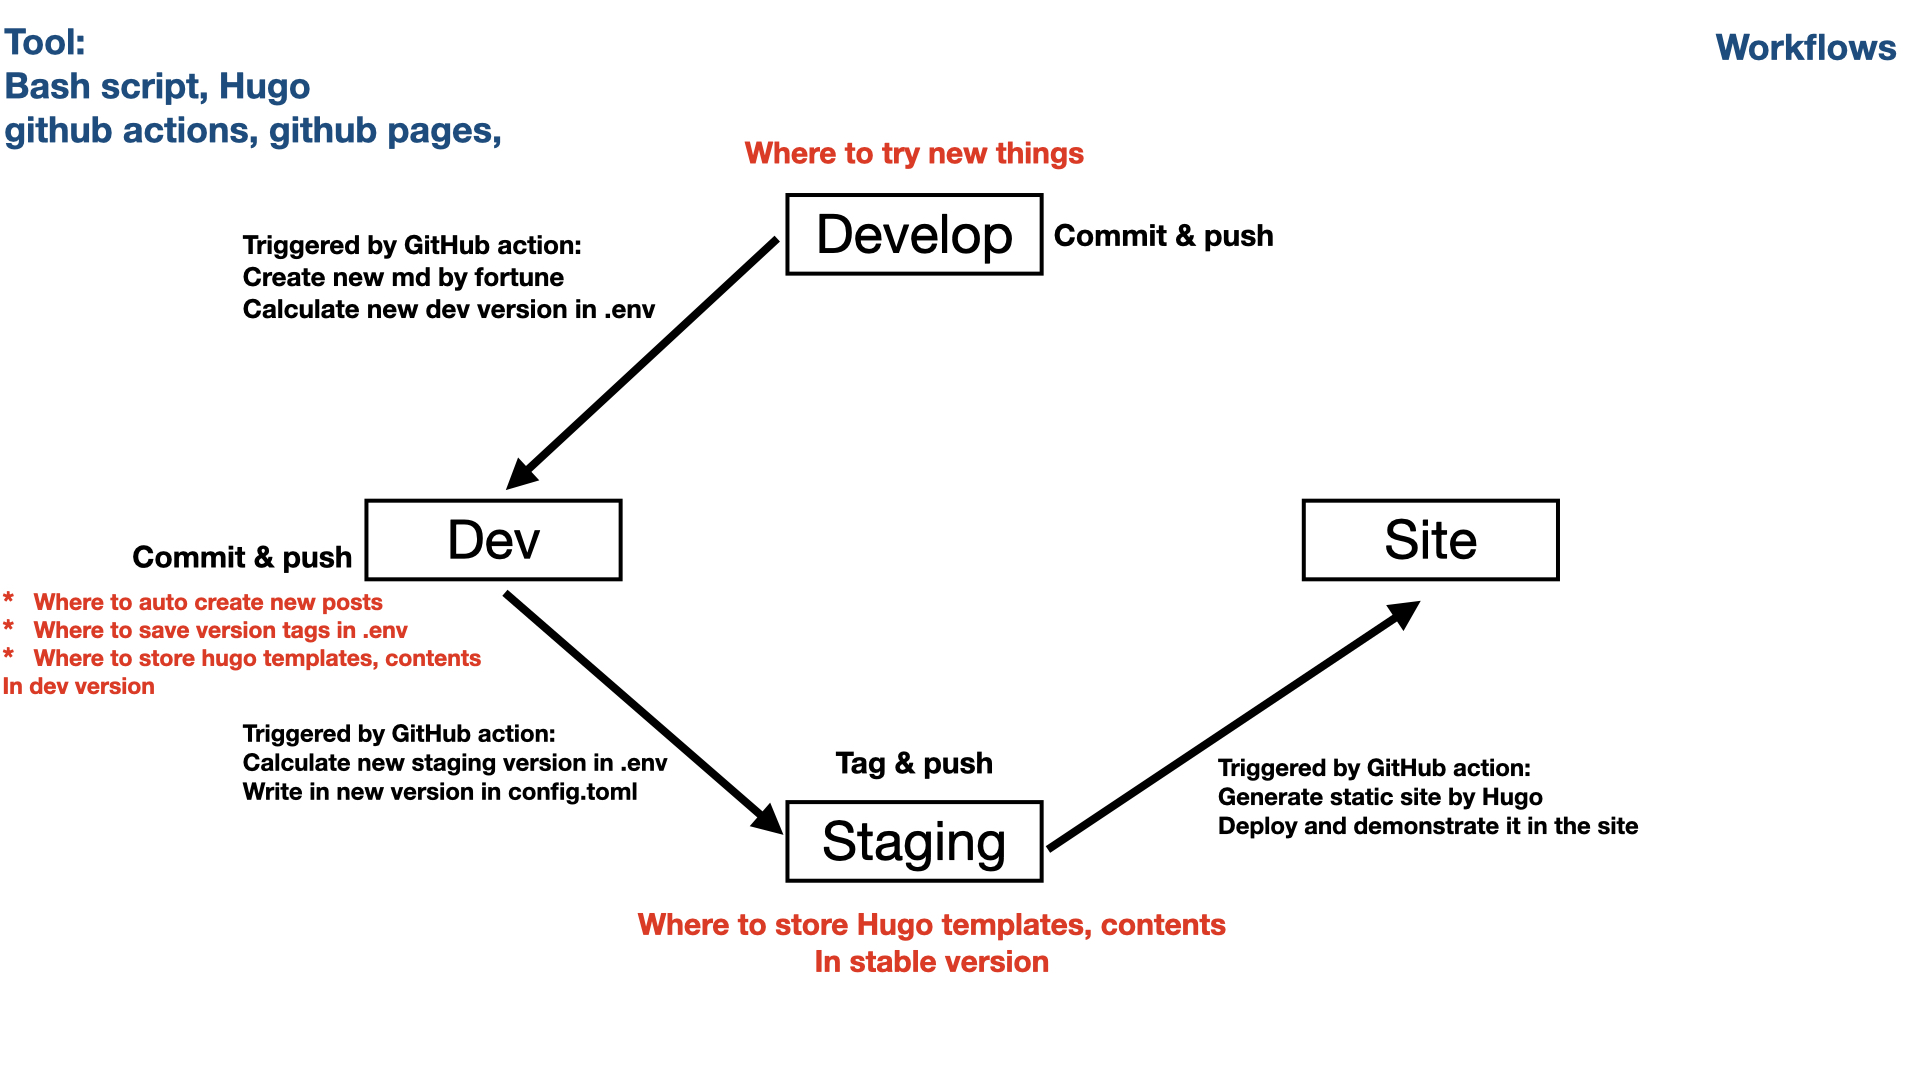 Tool:
Bash script, Hugo
github actions, github pages,
Workflows
Where to try new things
Develop
Commit & push
Triggered by GitHub action:
Create new md by fortune
Calculate new dev version in .env
Dev
Commit & push
* Where to auto create new posts
* Where to save version tags in .env
* Where to store hugo templates, contents
In dev version
Site
Triggered by GitHub action:
Calculate new staging version in .env
Write in new version in config.toml
Tag & push
Staging
Triggered by GitHub action:
Generate static site by Hugo
Deploy and demonstrate it in the site
Where to store Hugo templates, contents
In stable version